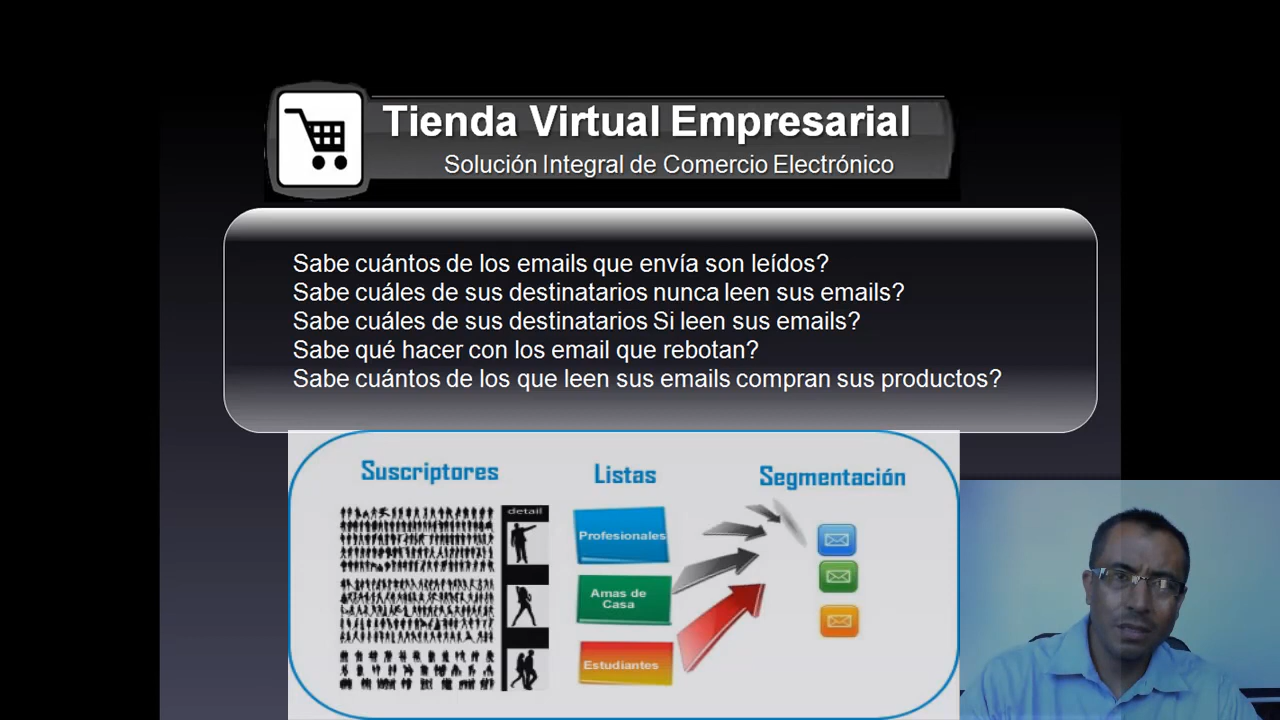 Tienda Virtual Empresarial
Solución Integral de Comercio Electrónico
Sabe cuántos de los emails que envía son leídos?
Sabe cuáles de sus destinatarios nunca leen sus emails?
Sabe cuáles de sus destinatarios Si leen sus emails?
Sabe qué hacer con los email que rebotan?
Sabe cuántos de los que leen sus emails compran sus productos?
Suscriptores
Listas
Segmentación
detail
Profesionales
Amas de
Casa
Estudiantes